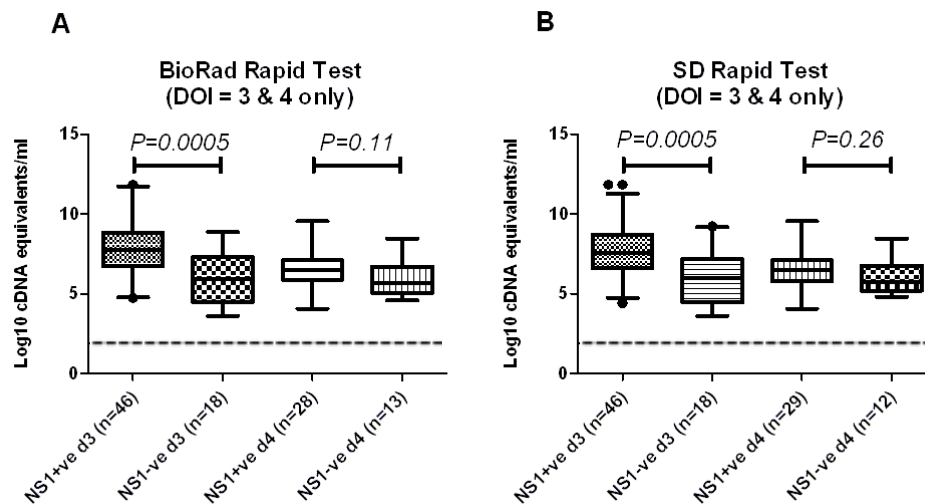 A
BioRad Rapid Test
(DOI = 3 & 4 only)
P=0.0005
P=0.11
Log10 cDNA equivalents/ml
15
10
5
0
NS1+ve d3 (n=46)
NS1-ve d3 (n=18)
NS1+ve d4 (n=28)
NS1-ve d4 (n=13)
B
SD Rapid Test
(DOI = 3 & 4 only)
P=0.0005
P=0.26
Log10 cDNA equivalents/ml
15
10
5
0
NS1+ve d3 (n=46)
NS1-ve d3 (n=18)
NS1+ve d4 (n=29)
NS1-ve d4 (n=12)